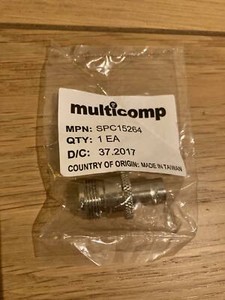 multicomp
MPN: SPC15264
QTY: 1 EA
D/C: 37.2017
COUNTRY OF ORIGIN: MADE IN TAIWAN